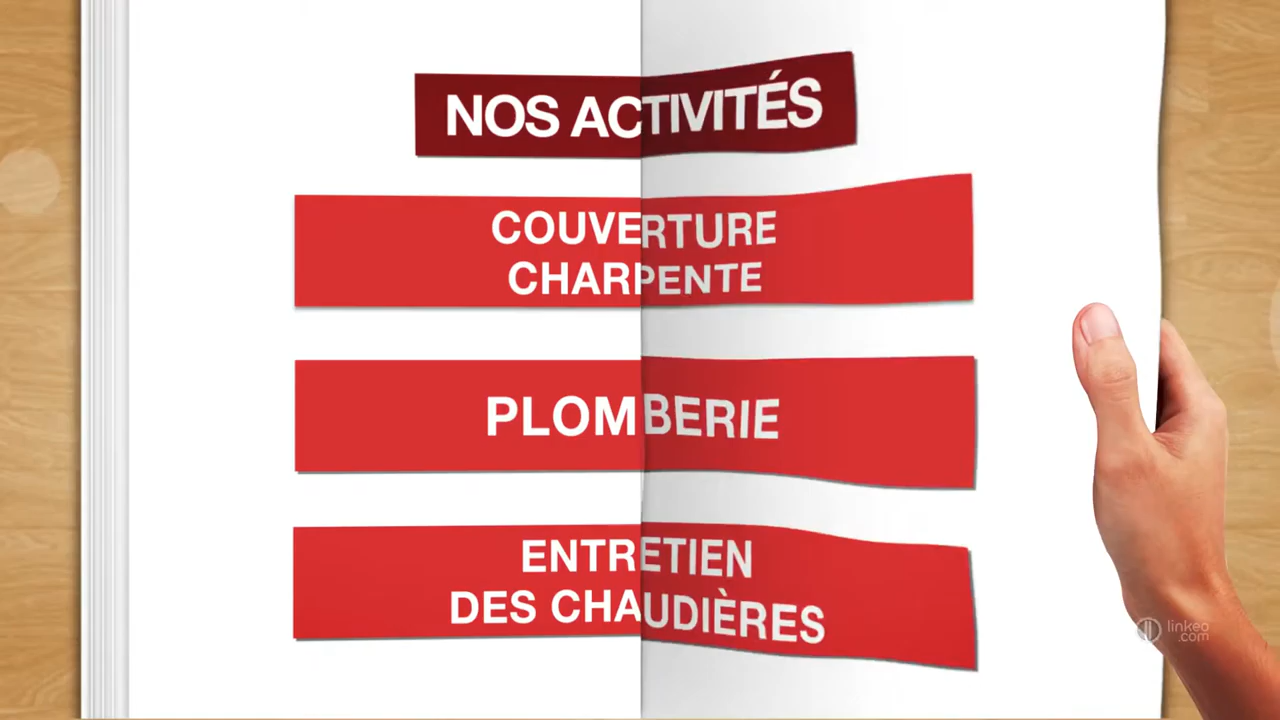 NOS ACTIVITÉS
COUVERTURE
CHARPENTE
PLOMBERIE
ENTRETIEN
DES CHAUDIÈRES
linkeo
.com